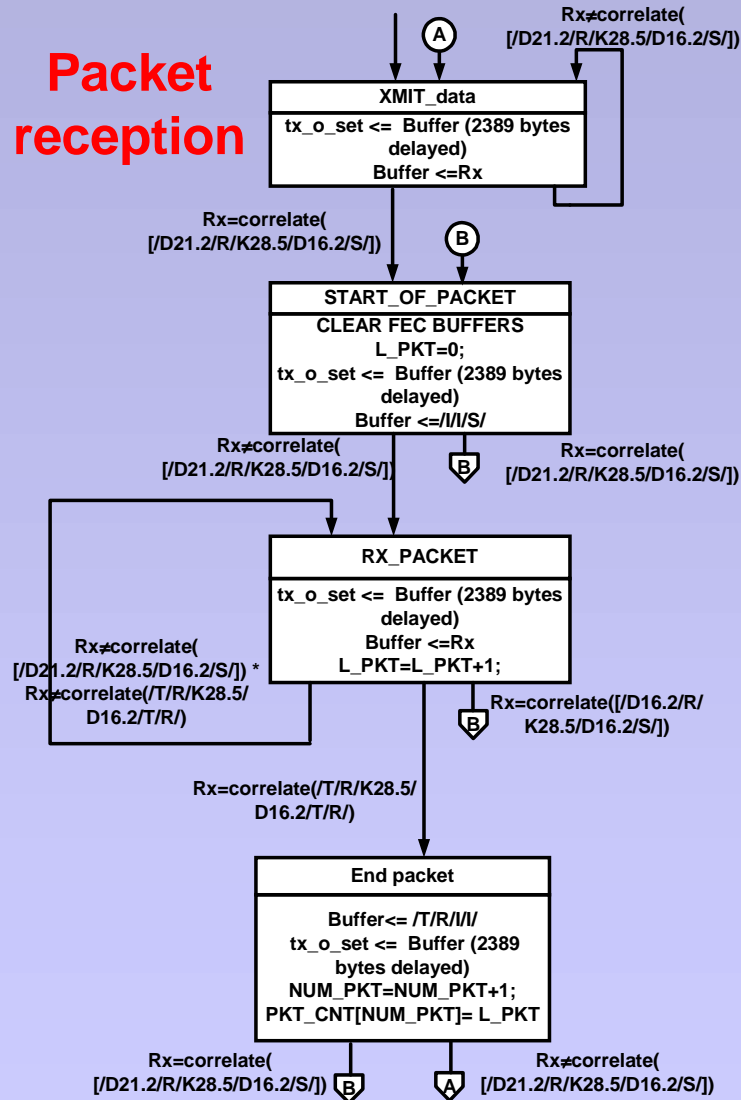 Packet
reception
A
Rx≠correlate(
[/D21.2/R/K28.5/D16.2/S/])
XMIT_data
tx_o_set <= Buffer (2389 bytes
delayed)
Buffer <=Rx
Rx=correlate(
[/D21.2/R/K28.5/D16.2/S/])
B
START_OF_PACKET
CLEAR FEC BUFFERS
L_PKT=0;
tx_o_set <= Buffer (2389 bytes
delayed)
Buffer <=/I/I/S/
Rx≠correlate(
[/D21.2/R/K28.5/D16.2/S/])
B
Rx=correlate(
[/D21.2/R/K28.5/D16.2/S/])
RX_PACKET
tx_o_set <= Buffer (2389 bytes
delayed)
Buffer <=Rx
L_PKT=L_PKT+1;
Rx≠correlate(
[/D21.2/R/K28.5/D16.2/S/]) *
Rx≠correlate(/T/R/K28.5/
D16.2/T/R/)
B
Rx=correlate([/D16.2/R/
K28.5/D16.2/S/])
Rx=correlate(/T/R/K28.5/
D16.2/T/R/)
End packet
Buffer<= /T/R/I/I/
tx_o_set <= Buffer (2389
bytes delayed)
NUM_PKT=NUM_PKT+1;
PKT_CNT[NUM_PKT]= L_PKT
Rx=correlate(
[/D21.2/R/K28.5/D16.2/S/])
B
A
Rx≠correlate(
[/D21.2/R/K28.5/D16.2/S/])